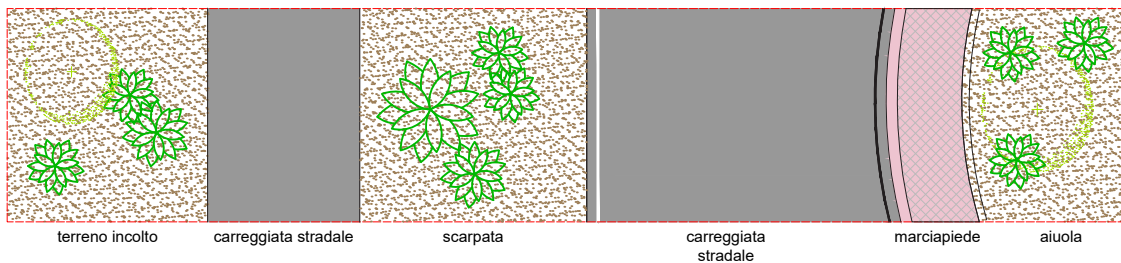 terreno incolto
carreggiata stradale
scarpata
carreggiata
stradale
marciapiede
aiuola